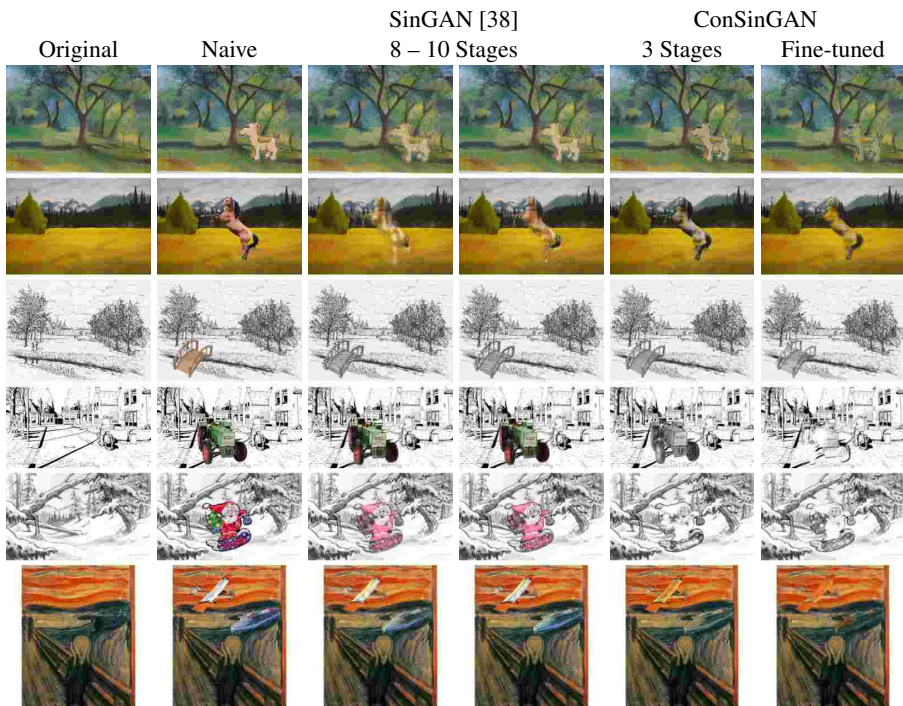 SinGAN [38] ConSinGAN
Original Naive 8 – 10 Stages 3 Stages Fine-tuned